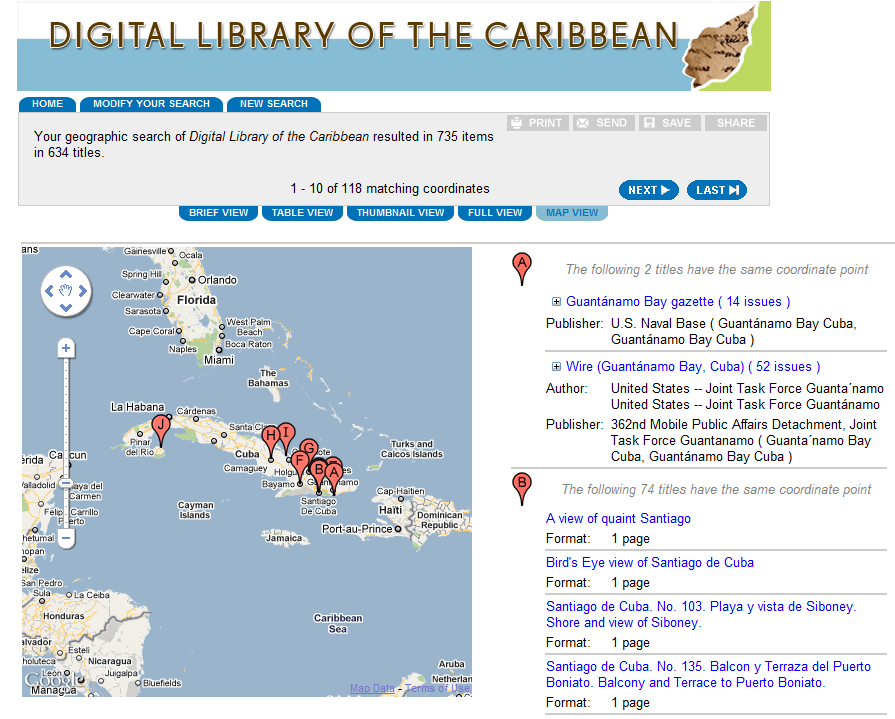 DIGITAL LIBRARY OF THE CARIBBEAN
HOME
MODIFY YOUR SEARCH
NEW SEARCH
PRINT
SEND
SAVE
SHARE
Your geographic search of Digital Library of the Caribbean resulted in 735 items
in 634 titles.
1 - 10 of 118 matching coordinates
NEXT
LAST
BRIEF VIEW
TABLE VIEW
THUMBNAIL VIEW
FULL VIEW
MAP VIEW
Gainesville
Ocala
Spring Hill
Orlando
Clearwater
Florida
Sarasota
Cape Coral
West Palm
Beach
Boca Raton
Naples
Miami
The
Bahamas
La Habana
Cárdenas
Pinar
del Río
Santa Cla
Cuba
Camaguey
Holgu
Bayamo
Santiago
De Cuba
Turks and
Caicos Islands
Cancun
Valladolid
Playa del
Carmen
Felipe Carrillo
Puerto
Cayman
Islands
Cap-Haïtien
Haïti
Dominican
Republic
Port-au-Prince
Jamaica
San Pedro
Sula
La Ceiba
Honduras
Caribbean
Sea
Esteli
Nicaragua
León
Juigalpa
Managua
Bluefields
Aruba
Netherlan
Antilles
Google
Map Data - Terms of Use
J
H
I
G
F
B
A
A
The following 2 titles have the same coordinate point
Guantánamo Bay gazette ( 14 issues )
Publisher: U.S. Naval Base ( Guantánamo Bay Cuba,
Guantánamo Bay Cuba )
Wire (Guantánamo Bay, Cuba) ( 52 issues )
Author: United States -- Joint Task Force Guanta´namo
United States -- Joint Task Force Guantánamo
Publisher: 362nd Mobile Public Affairs Detachment, Joint
Task Force Guantanamo ( Guanta´namo Bay
Cuba, Guantánamo Bay Cuba )
B
The following 74 titles have the same coordinate point
A view of quaint Santiago
Format: 1 page
Bird's Eye view of Santiago de Cuba
Format: 1 page
Santiago de Cuba. No. 103. Playa y vista de Siboney.
Shore and view of Siboney.
Format: 1 page
Santiago de Cuba. No. 135. Balcon y Terraza del Puerto
Boniato. Balcony and Terrace to Puerto Boniato.
Format: 1 page